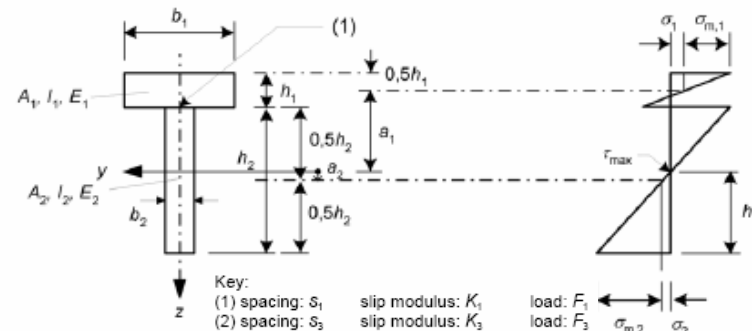 b₁
(1)
σ₁
σₘ,₁
A₁, I₁, E₁
h₁
0,5h₁
a₁
h₂
0,5h₂
y
a₂
τₘₐₓ
A₂, I₂, E₂
b₂
0,5h₂
h
z
Key:
(1) spacing: s₁ slip modulus: K₁ load: F₁
(2) spacing: s₃ slip modulus: K₃ load: F₃
σₘ,₂